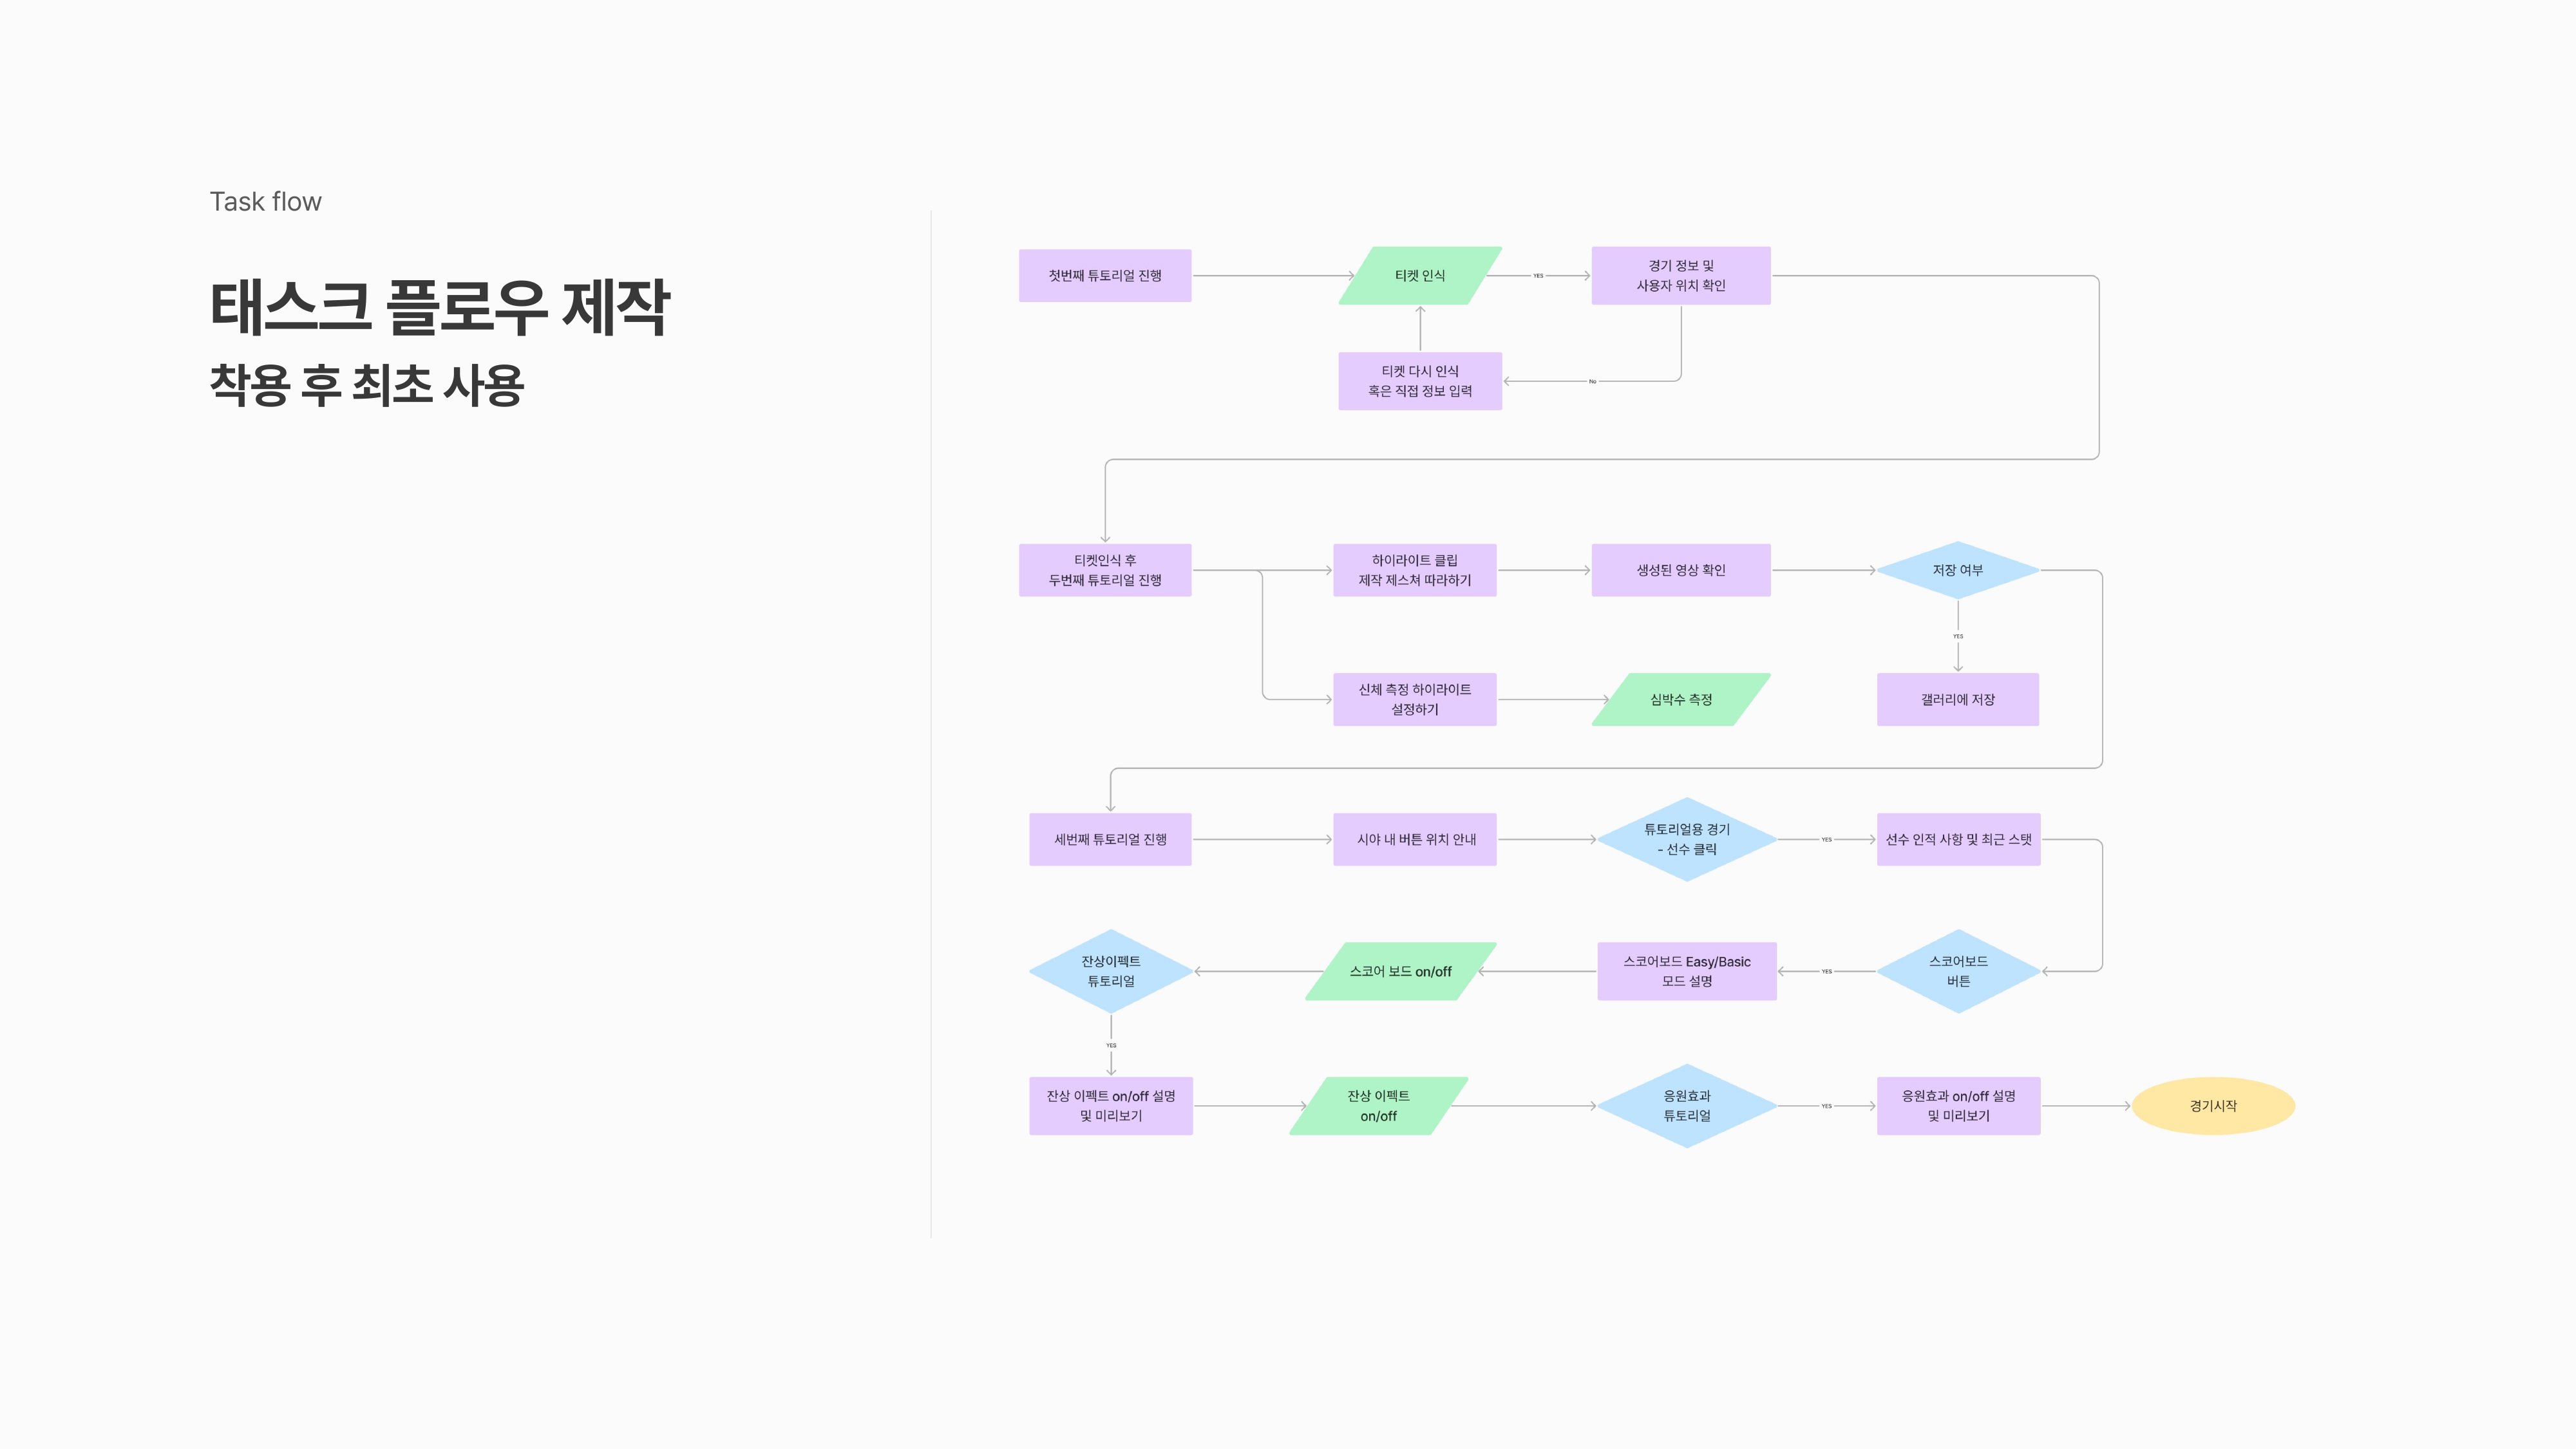 Task flow
태스크 플로우 제작
착용 후 최초 사용
첫번째 튜토리얼 진행
티켓 인식
YES
경기 정보 및
사용자 위치 확인
티켓 다시 인식
혹은 직접 정보 입력
No
티켓인식 후
두번째 튜토리얼 진행
하이라이트 클립
제작 제스쳐 따라하기
생성된 영상 확인
저장 여부
YES
신체 측정 하이라이트
설정하기
심박수 측정
갤러리에 저장
세번째 튜토리얼 진행
시야 내 버튼 위치 안내
튜토리얼용 경기
- 선수 클릭
YES
선수 인적 사항 및 최근 스탯
잔상이펙트
튜토리얼
스코어 보드 on/off
스코어보드 Easy/Basic
모드 설명
YES
스코어보드
버튼
YES
잔상 이펙트 on/off 설명
및 미리보기
잔상 이펙트
on/off
응원효과
튜토리얼
YES
응원효과 on/off 설명
및 미리보기
경기시작